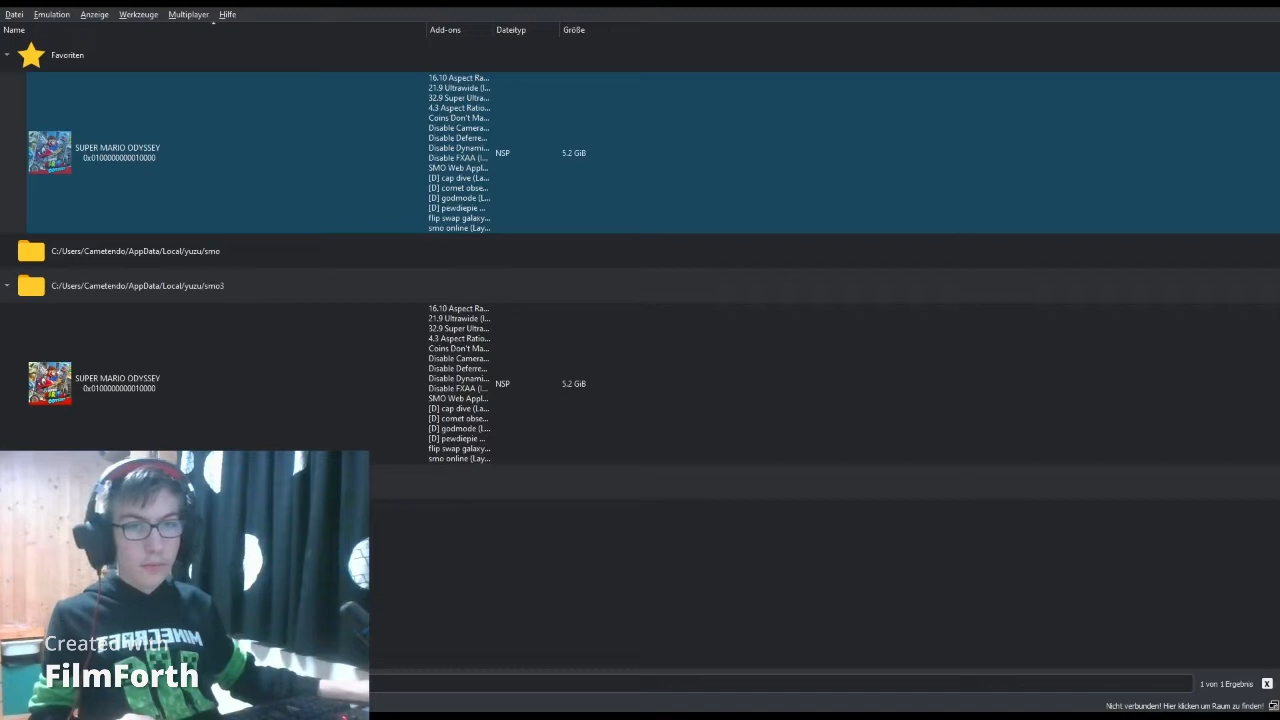 Datei Emulation Anzeige Werkzeuge Multiplayer Hilfe
Name Add-ons Dateityp Größe
Favoriten
16.10 Aspect Ra...
21.9 Ultrawide (l...
32.9 Super Ultra...
4.3 Aspect Ratio...
Coins Don't Ma...
Disable Camera...
Disable Deferre...
Disable Dynami...
Disable FXAA (l...
SMO Web Appl...
[D] cap dive (La...
[D] comet obse...
[D] godmode (L...
[D] pewdiepie ...
flip swap galaxy...
smo online (Lay...
SUPER MARIO ODYSSEY
0x0100000000010000
NSP
5.2 GiB
C:/Users/Cametendo/AppData/Local/yuzu/smo
C:/Users/Cametendo/AppData/Local/yuzu/smo3
16.10 Aspect Ra...
21.9 Ultrawide (l...
32.9 Super Ultra...
4.3 Aspect Ratio...
Coins Don't Ma...
Disable Camera...
Disable Deferre...
Disable Dynami...
Disable FXAA (l...
SMO Web Appl...
[D] cap dive (La...
[D] comet obse...
[D] godmode (L...
[D] pewdiepie ...
flip swap galaxy...
smo online (Lay...
SUPER MARIO ODYSSEY
0x0100000000010000
NSP
5.2 GiB
MINECRAFT
Created with
FilmForth
1 von 1 Ergebnis X
Nicht verbunden! Hier klicken um Raum zu finden!